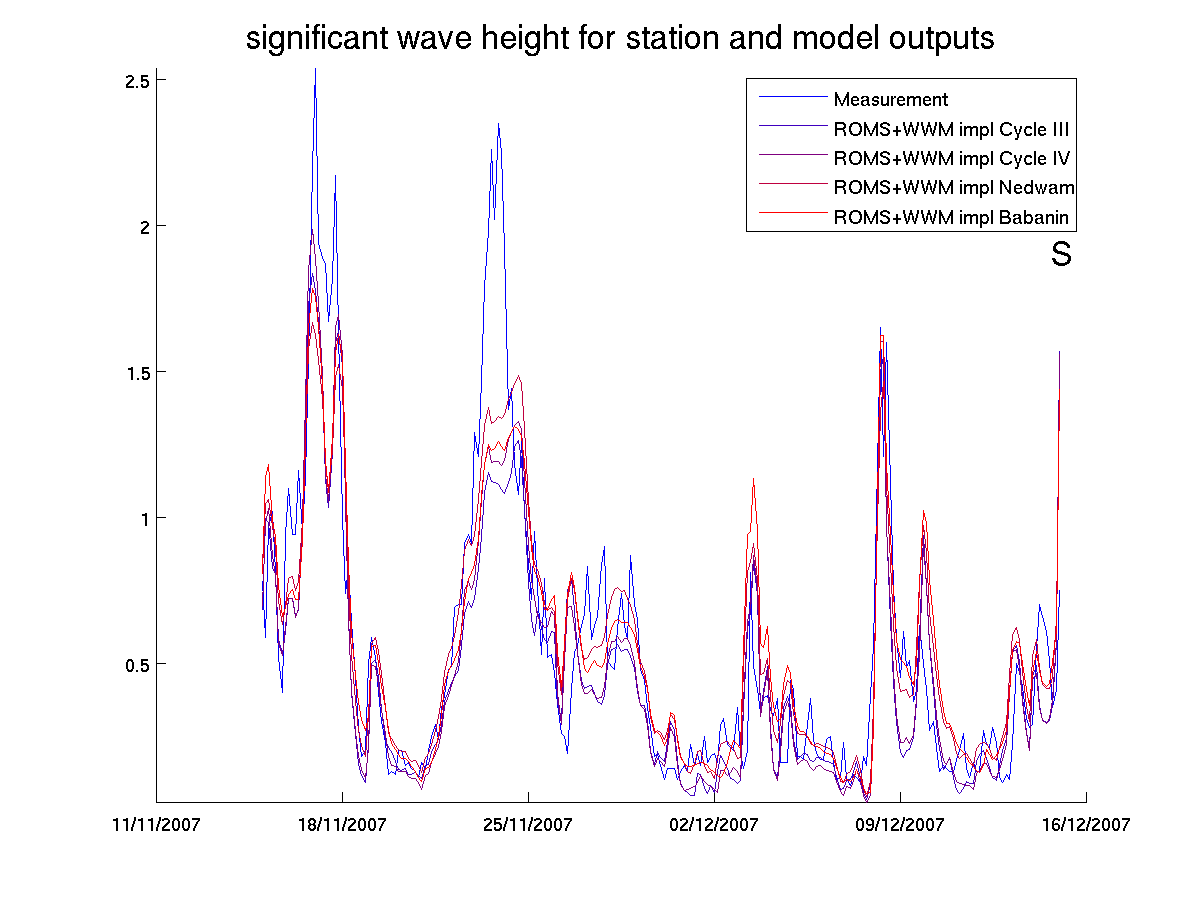 significant wave height for station and model outputs
2.5
2
1.5
1
0.5
Measurement
ROMS+WWM impl Cycle III
ROMS+WWM impl Cycle IV
ROMS+WWM impl Nedwam
ROMS+WWM impl Babanin
S
11/11/2007 18/11/2007 25/11/2007 02/12/2007 09/12/2007 16/12/2007